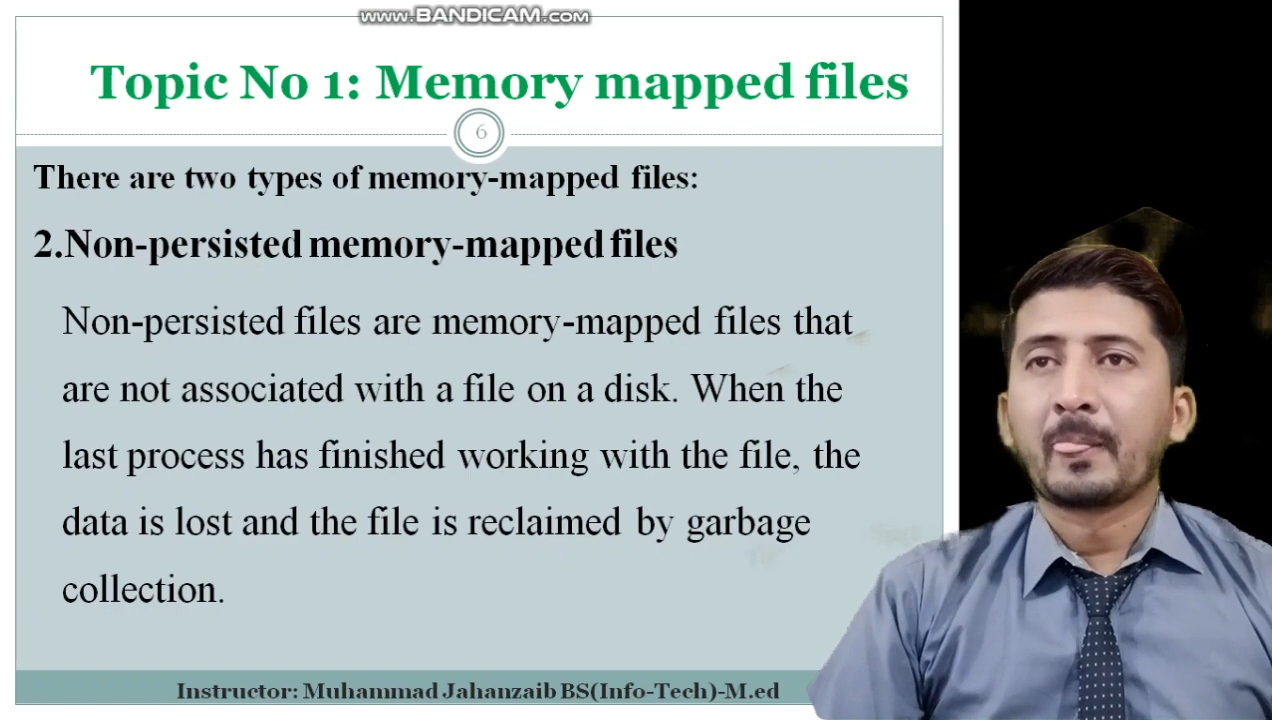 www.BANDICAM.com
Topic No 1: Memory mapped files
6
There are two types of memory-mapped files:
2.Non-persisted memory-mapped files
Non-persisted files are memory-mapped files that
are not associated with a file on a disk. When the
last process has finished working with the file, the
data is lost and the file is reclaimed by garbage
collection.
Instructor: Muhammad Jahanzaib BS(Info-Tech)-M.ed